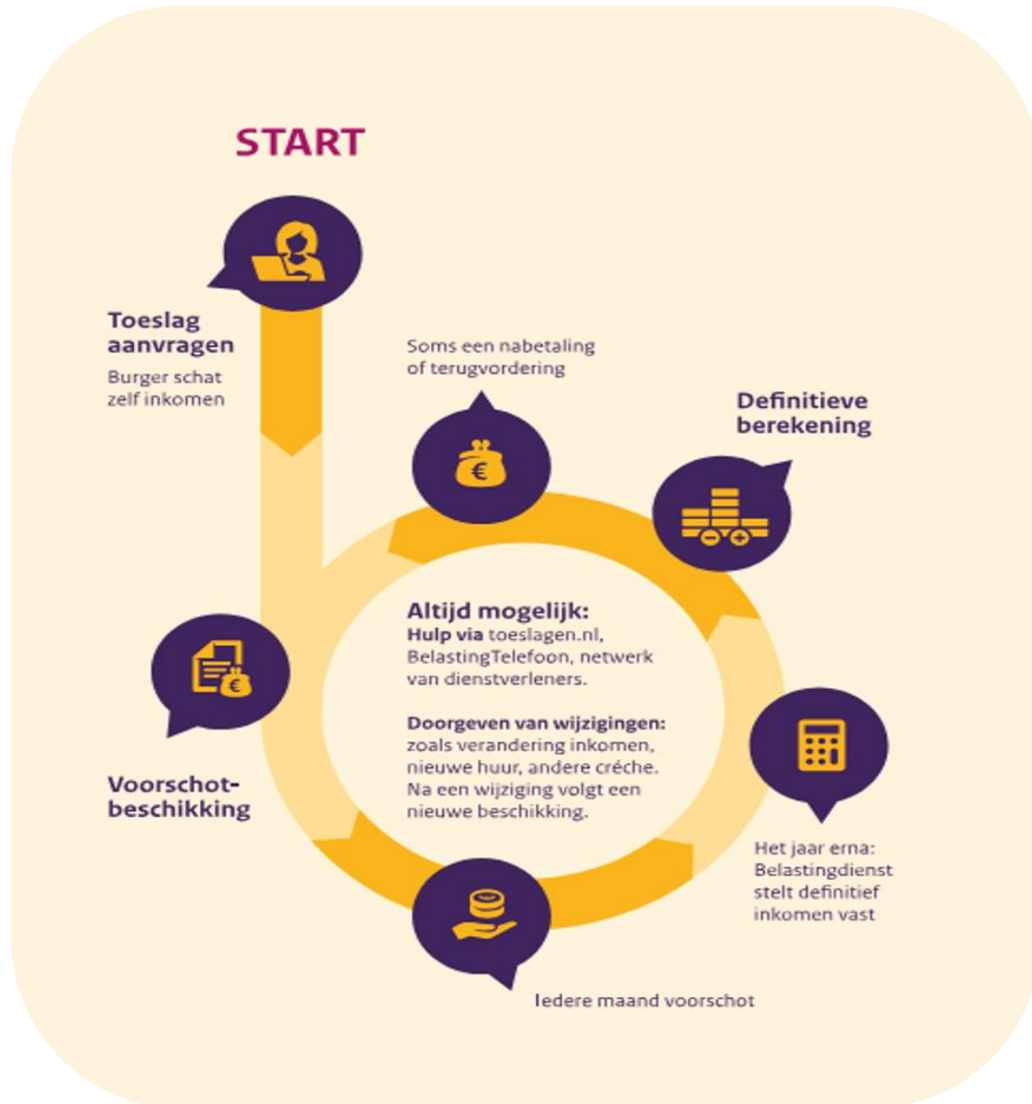 START
Toeslag
aanvragen
Burger schat
zelf inkomen
Soms een nabetaling
of terugvordering
€
Definitieve
berekening
Altijd mogelijk:
Hulp via toeslagen.nl,
BelastingTelefoon, netwerk
van dienstverleners.
Doorgeven van wijzigingen:
zoals verandering inkomen,
nieuwe huur, andere créche.
Na een wijziging volgt een
nieuwe beschikking.
€
Voorschot-
beschikking
Het jaar erna:
Belastingdienst
stelt definitief
inkomen vast
Iedere maand voorschot